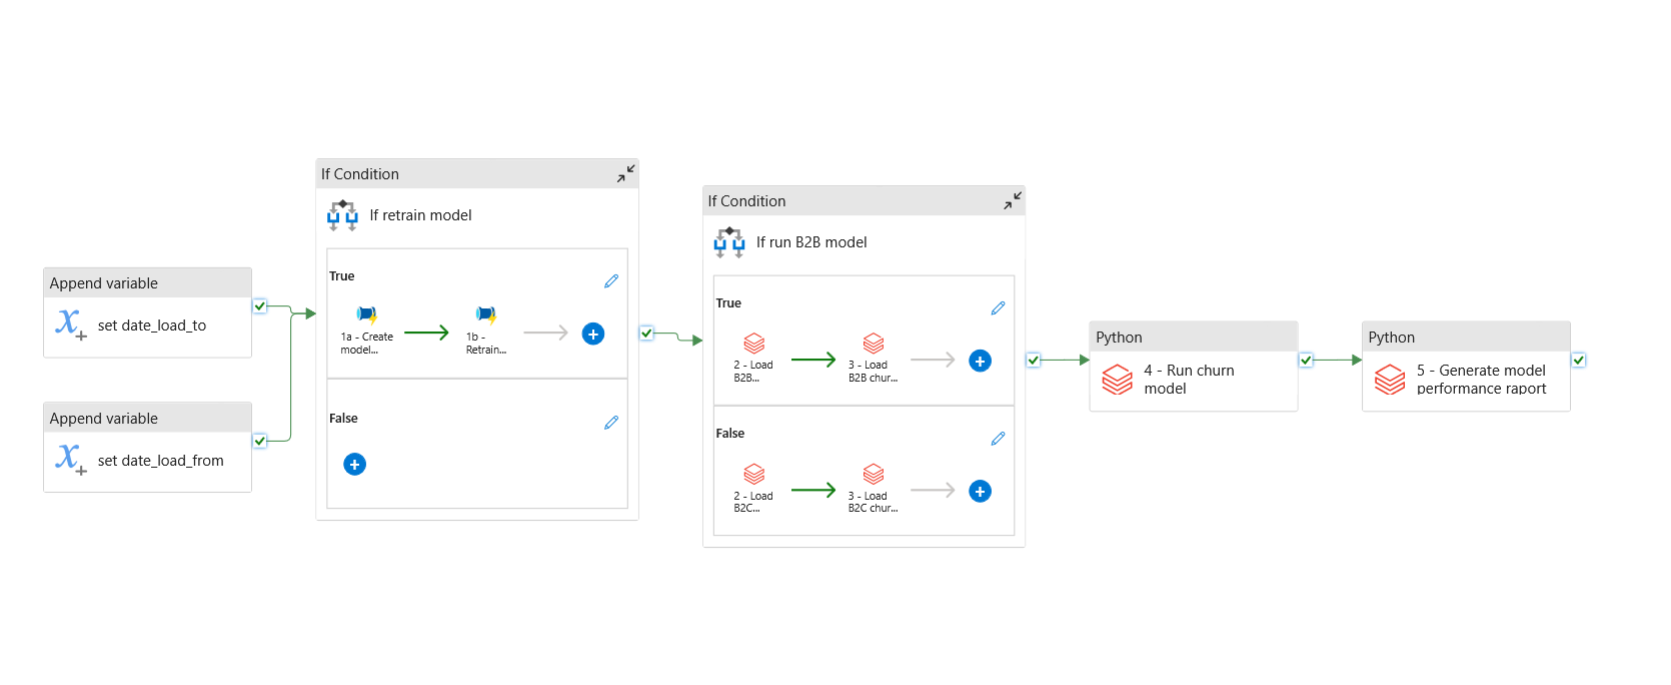 Append variable
set date_load_to
Append variable
set date_load_from
If Condition
If retrain model
True
1a - Create
model...
1b -
Retrain...
False
If Condition
If run B2B model
True
2 - Load
B2B...
3 - Load
B2B chur...
False
2 - Load
B2C...
3 - Load
B2C chur...
Python
4 - Run churn
model
Python
5 - Generate model
performance raport